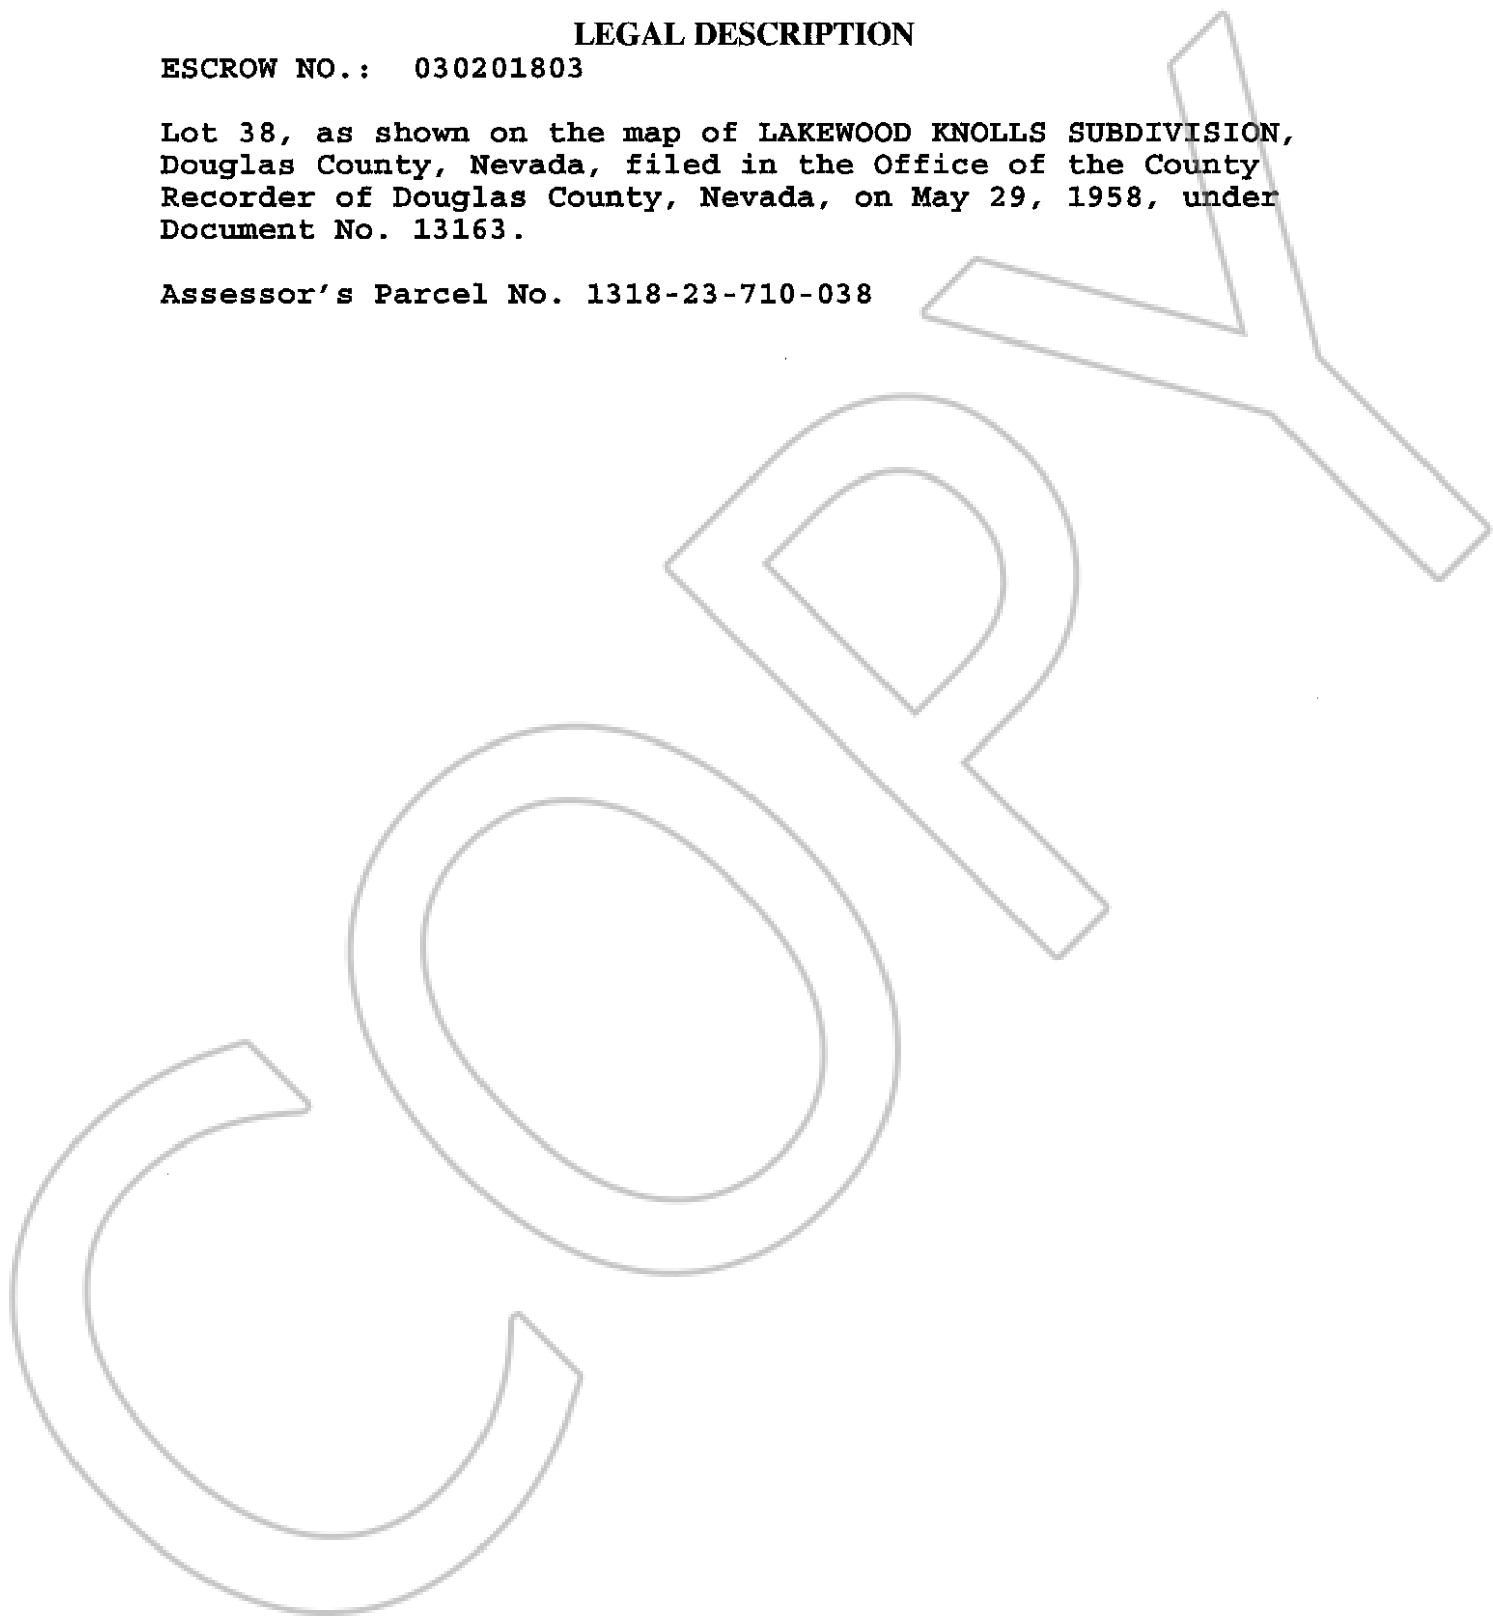 LEGAL DESCRIPTION
ESCROW NO.: 030201803
Lot 38, as shown on the map of LAKEWOOD KNOLLS SUBDIVISION,
Douglas County, Nevada, filed in the Office of the County
Recorder of Douglas County, Nevada, on May 29, 1958, under
Document No. 13163.
Assessor's Parcel No. 1318-23-710-038
COPY